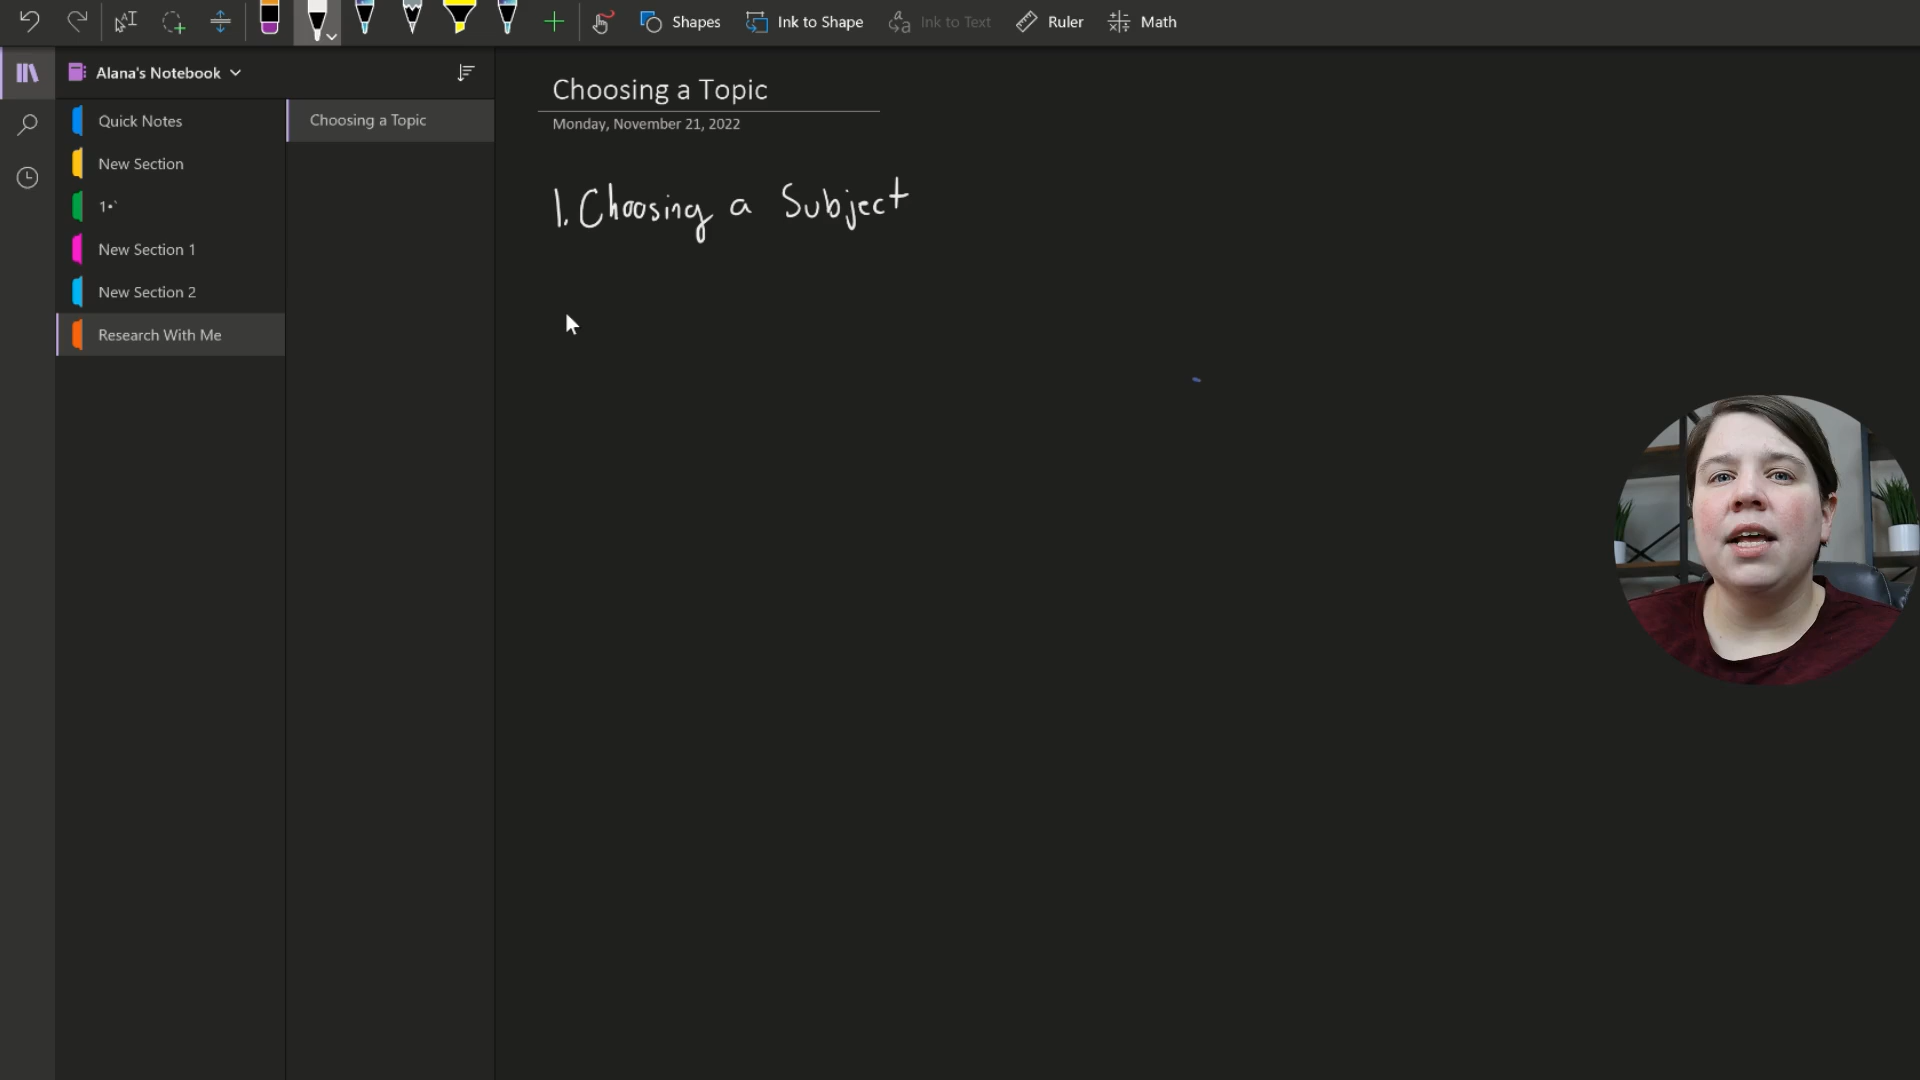 Shapes
Ink to Shape
Ink to Text
Ruler
Math
Alana's Notebook
Quick Notes
New Section
1•`
New Section 1
New Section 2
Research With Me
Choosing a Topic
Choosing a Topic
Monday, November 21, 2022
1. Choosing a Subject